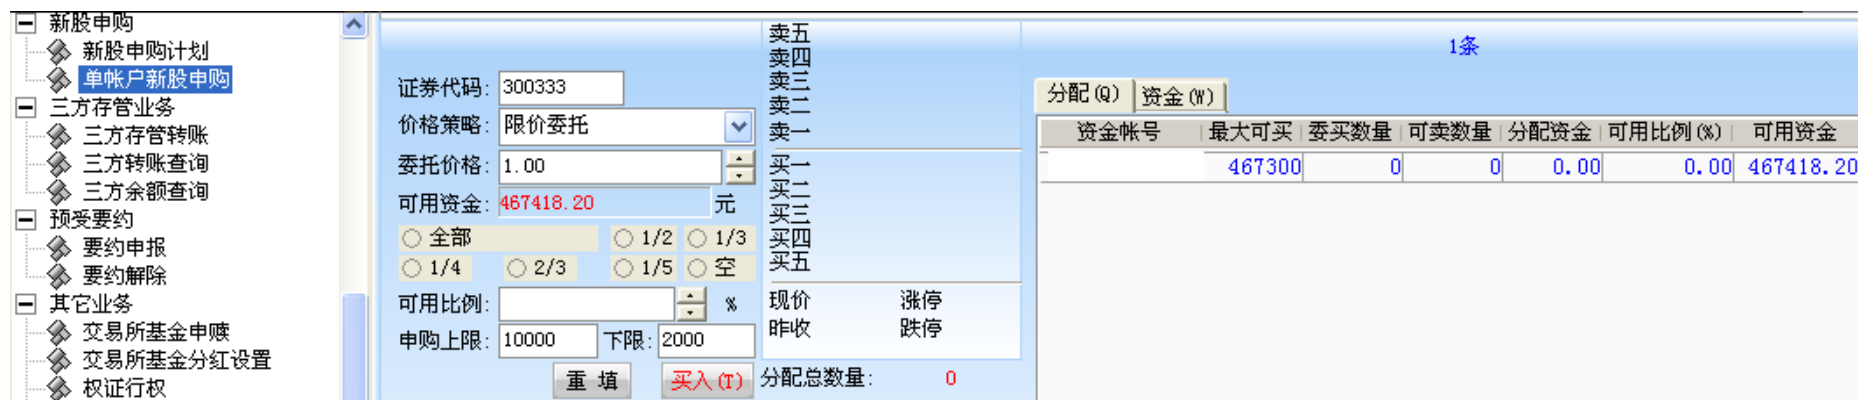 新股申购
新股申购计划
单帐户新股申购
三方存管业务
三方存管转账
三方转账查询
三方余额查询
预受要约
要约申报
要约解除
其它业务
交易所基金申赎
交易所基金分红设置
权证行权
证券代码: 300333
价格策略: 限价委托
委托价格: 1.00
可用资金: 467418.20 元
全部 1/2 1/3
1/4 2/3 1/5 空
可用比例: %
申购上限: 10000 下限: 2000
重 填 买入(T)
卖五
卖四
卖三
卖二
卖一
买一
买二
买三
买四
买五
现价 涨停
昨收 跌停
分配总数量: 0
1条
分配(Q) 资金(W)
资金帐号 最大可买 委买数量 可卖数量 分配资金 可用比例(%) 可用资金
467300 0 0 0.00 0.00 467418.20